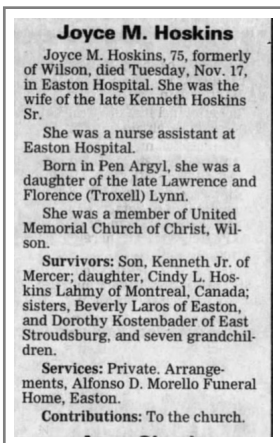 Joyce M. Hoskins
Joyce M. Hoskins, 75, formerly
of Wilson, died Tuesday, Nov. 17,
in Easton Hospital. She was the
wife of the late Kenneth Hoskins
Sr.
She was a nurse assistant at
Easton Hospital.
Born in Pen Argyl, she was a
daughter of the late Lawrence and
Florence (Troxell) Lynn.
She was a member of United
Memorial Church of Christ, Wil-
son.
Survivors: Son, Kenneth Jr. of
Mercer; daughter, Cindy L. Hos-
kins Lahmy of Montreal, Canada;
sisters, Beverly Laros of Easton,
and Dorothy Kostenbader of East
Stroudsburg, and seven grandchil-
dren.
Services: Private. Arrange-
ments, Alfonso D. Morello Funeral
Home, Easton.
Contributions: To the church.